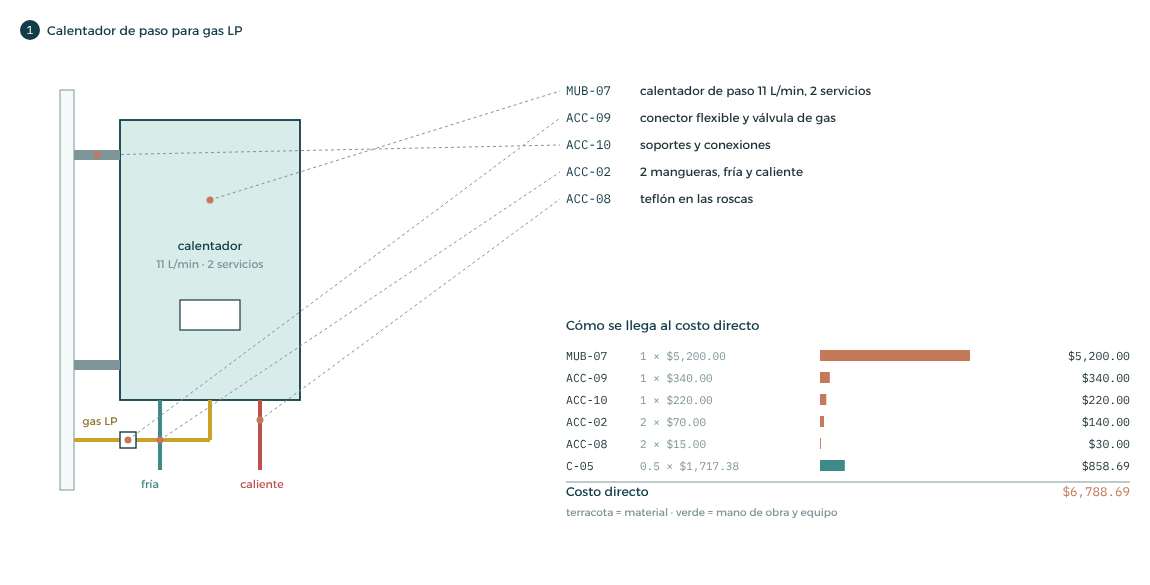 1 Calentador de paso para gas LP
MUB-07 calentador de paso 11 L/min, 2 servicios
ACC-09 conector flexible y válvula de gas
ACC-10 soportes y conexiones
ACC-02 2 mangueras, fría y caliente
ACC-08 teflón en las roscas
calentador
11 L/min · 2 servicios
gas LP
fría
caliente
Cómo se llega al costo directo
MUB-07 1 × $5,200.00 $5,200.00
ACC-09 1 × $340.00 $340.00
ACC-10 1 × $220.00 $220.00
ACC-02 2 × $70.00 $140.00
ACC-08 2 × $15.00 $30.00
C-05 0.5 × $1,717.38 $858.69
Costo directo $6,788.69
terracota = material · verde = mano de obra y equipo